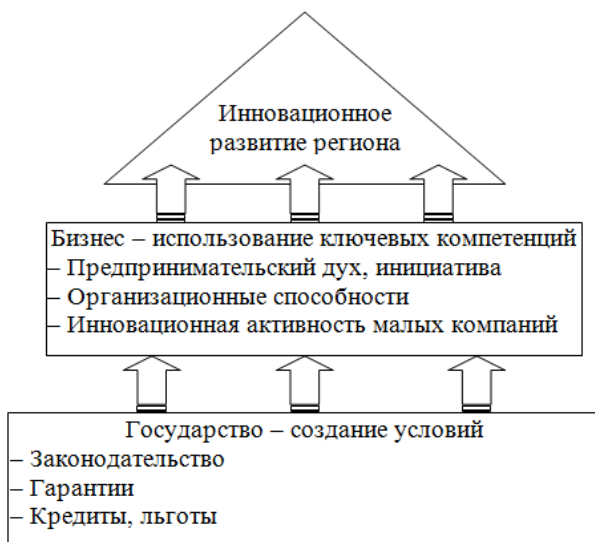 Инновационное
развитие региона
Бизнес – использование ключевых компетенций
– Предпринимательский дух, инициатива
– Организационные способности
– Инновационная активность малых компаний
Государство – создание условий
– Законодательство
– Гарантии
– Кредиты, льготы